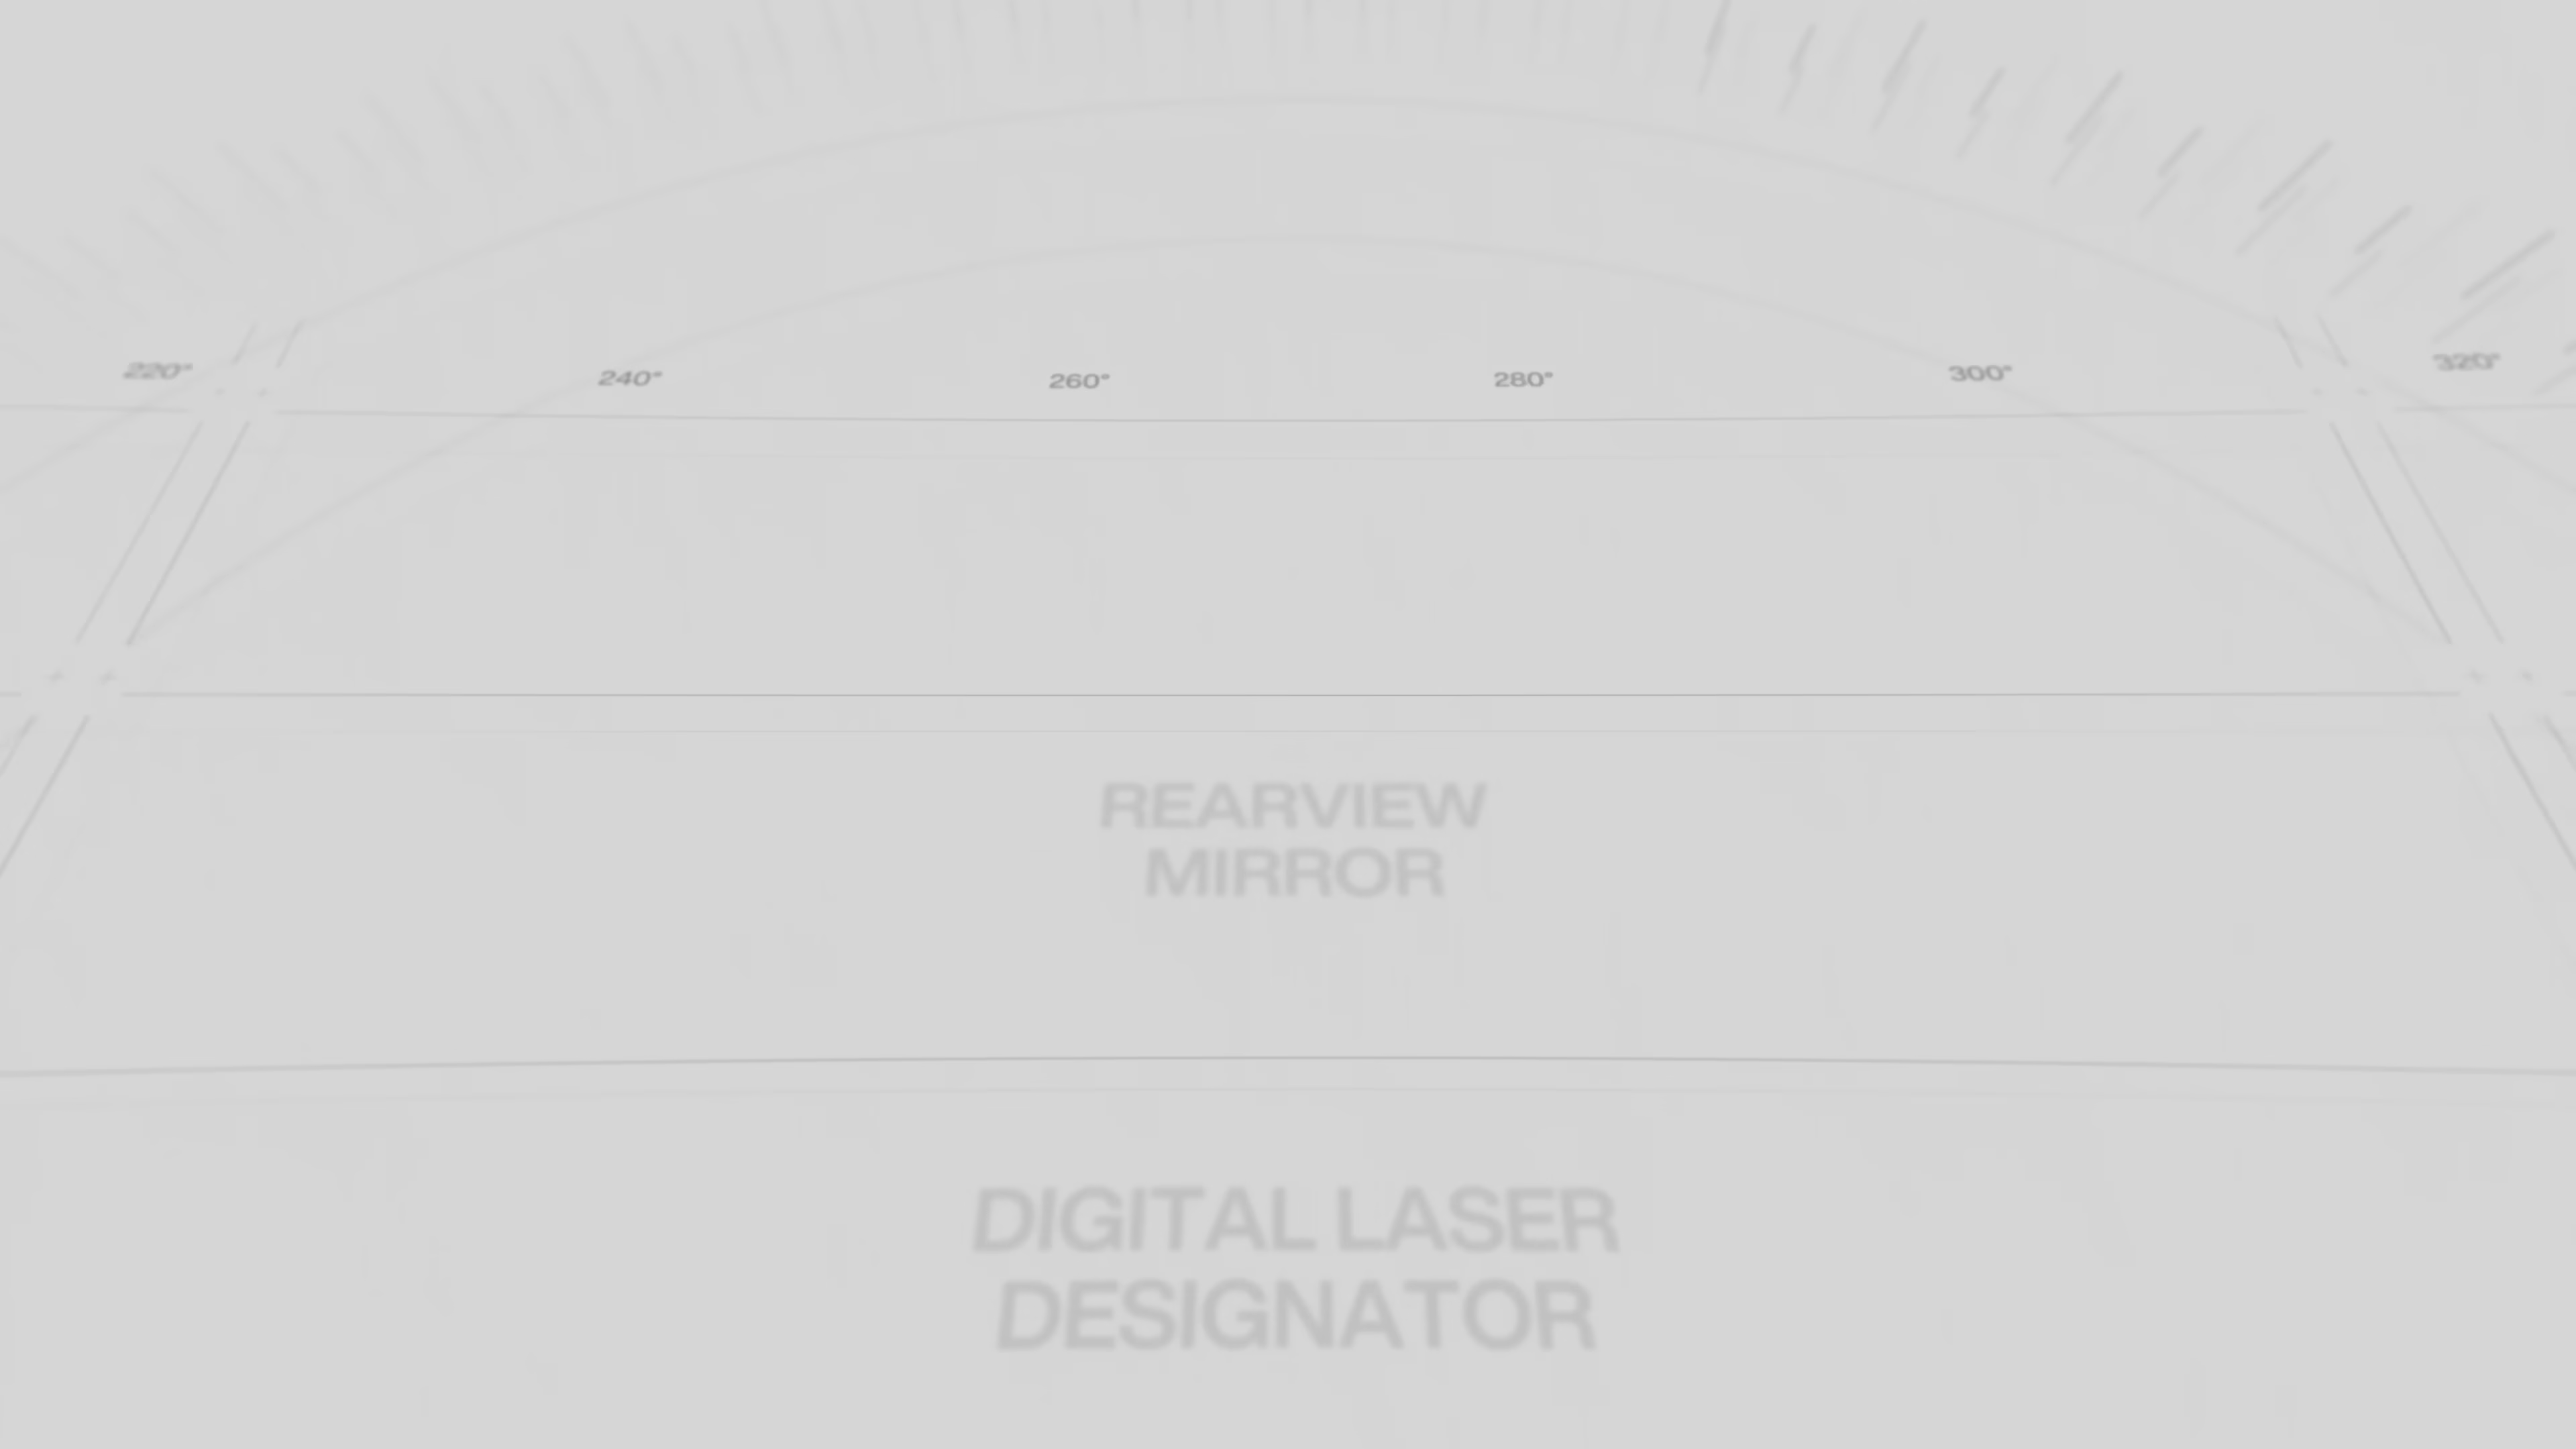 220°
240°
260°
280°
300°
320°
REARVIEW
MIRROR
DIGITAL LASER
DESIGNATOR